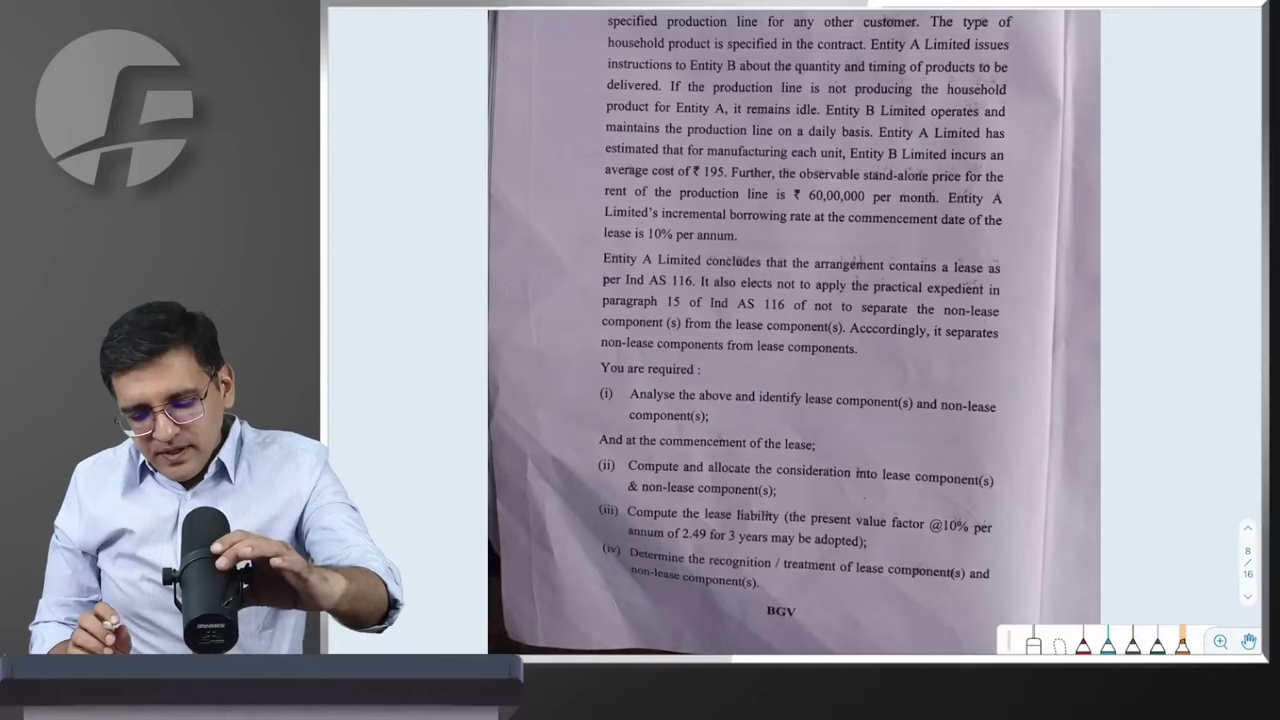 specified production line for any other customer. The type of
household product is specified in the contract. Entity A Limited issues
instructions to Entity B about the quantity and timing of products to be
delivered. If the production line is not producing the household
product for Entity A, it remains idle. Entity B Limited operates and
maintains the production line on a daily basis. Entity A Limited has
estimated that for manufacturing each unit, Entity B Limited incurs an
average cost of ₹ 195. Further, the observable stand-alone price for the
rent of the production line is ₹ 60,00,000 per month. Entity A
Limited's incremental borrowing rate at the commencement date of the
lease is 10% per annum.
Entity A Limited concludes that the arrangement contains a lease as
per Ind AS 116. It also elects not to apply the practical expedient in
paragraph 15 of Ind AS 116 of not to separate the non-lease
component (s) from the lease component(s). Acccordingly, it separates
non-lease components from lease components.
You are required :
(i) Analyse the above and identify lease component(s) and non-lease
component(s);
And at the commencement of the lease;
(ii) Compute and allocate the consideration into lease component(s)
& non-lease component(s);
(iii) Compute the lease liability (the present value factor @10% per
annum of 2.49 for 3 years may be adopted);
(iv) Determine the recognition / treatment of lease component(s) and
non-lease component(s).
BGV
8
/
16